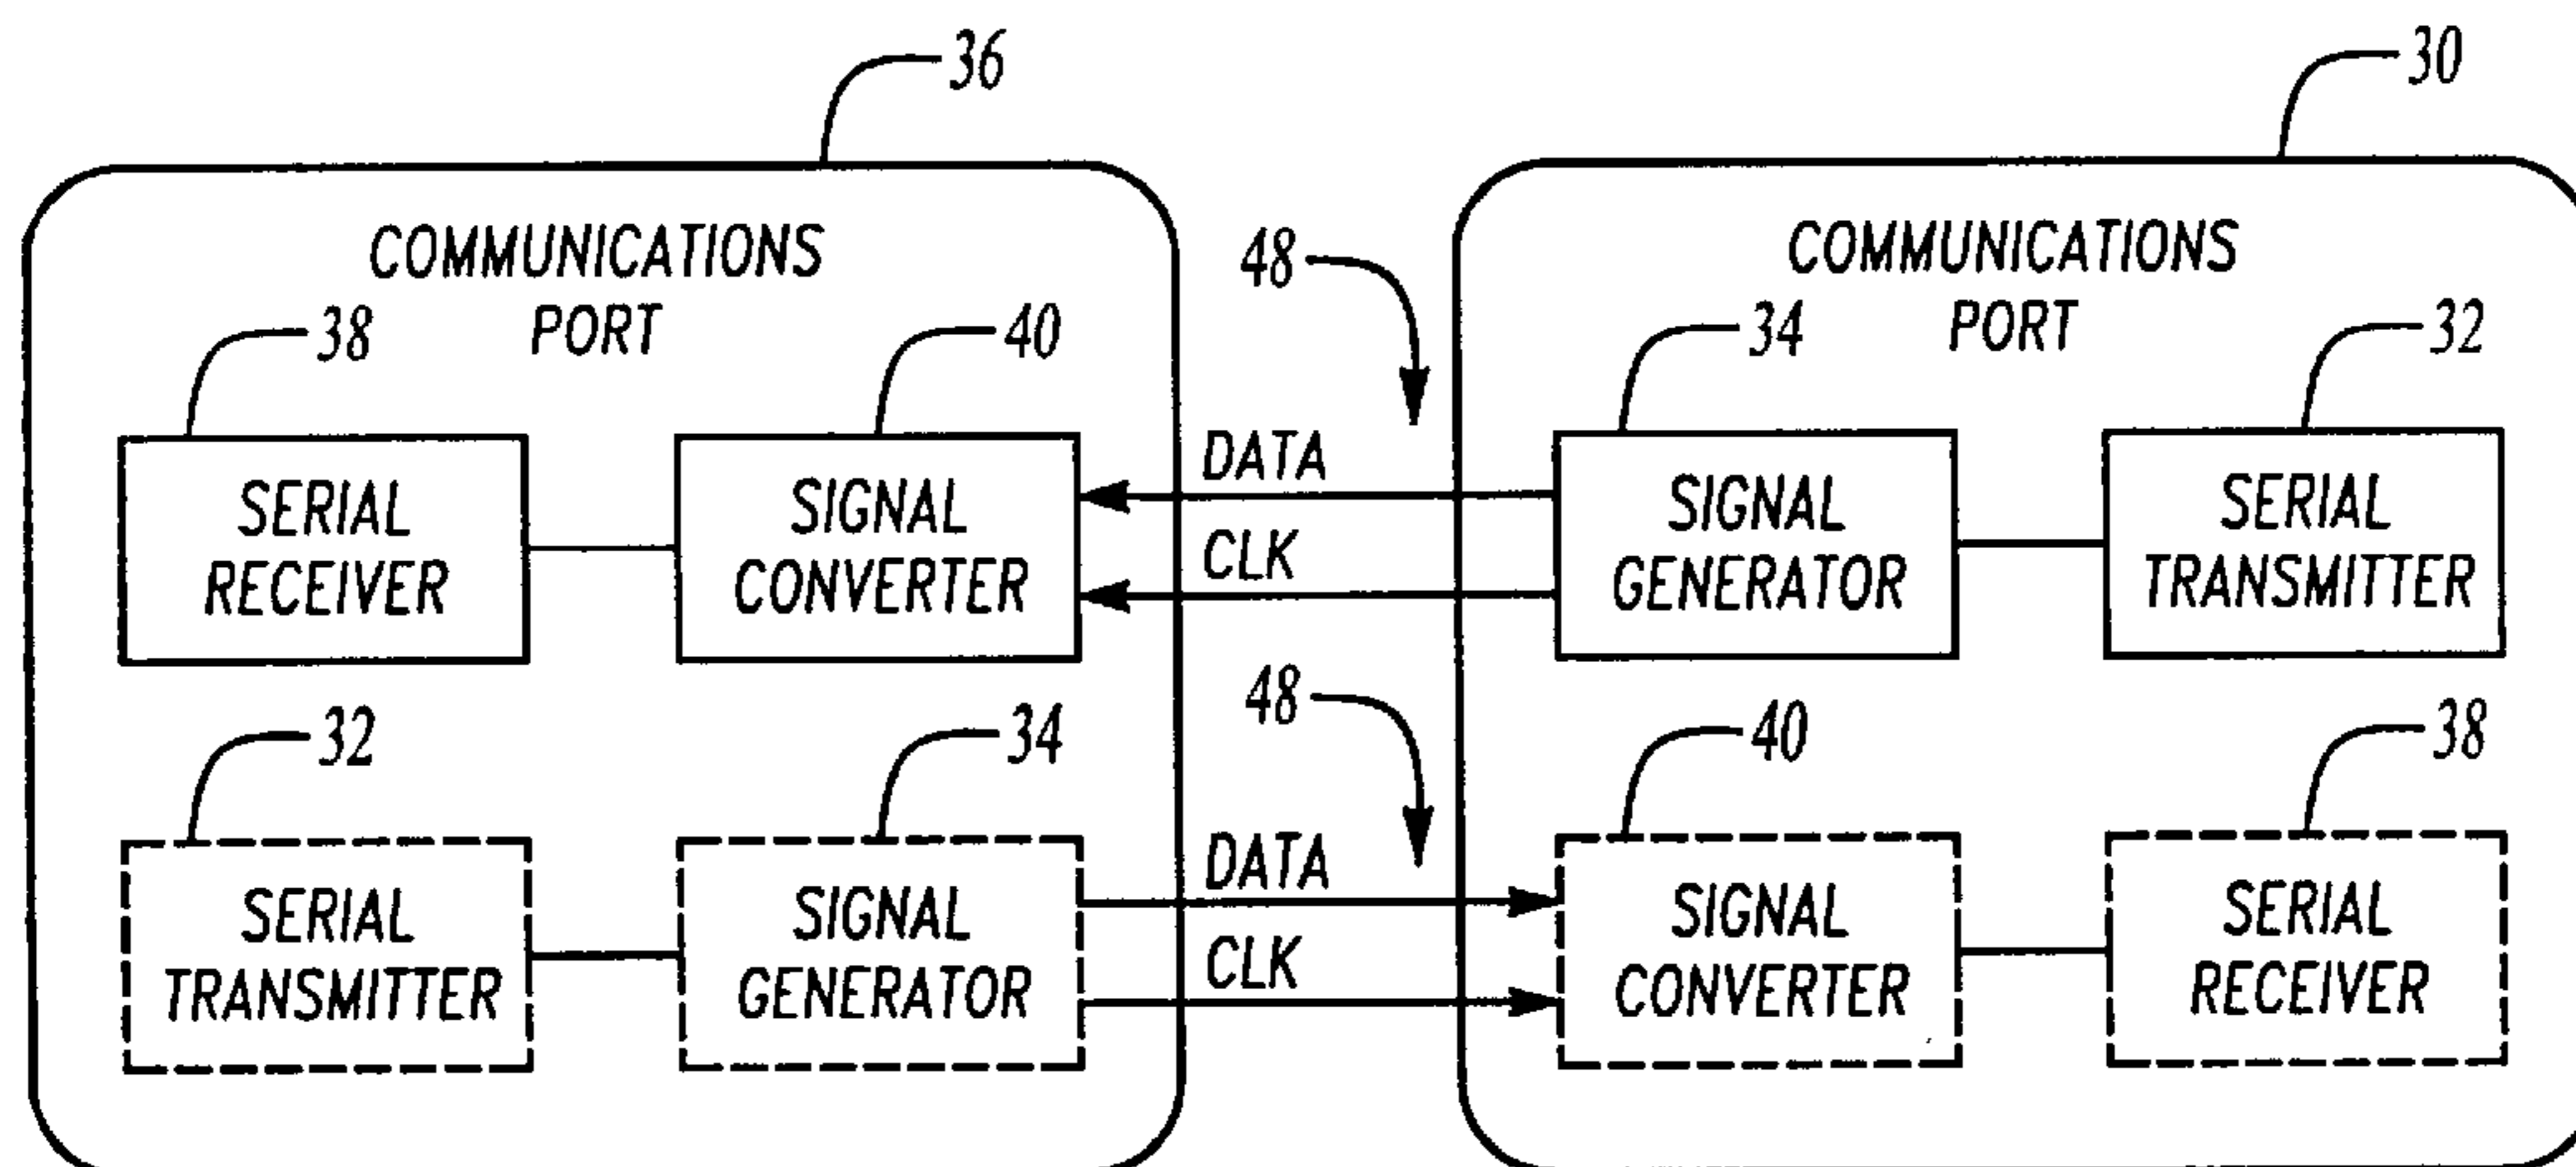 36
30
COMMUNICATIONS
PORT
COMMUNICATIONS
PORT
48
38
40
34
32
SERIAL
RECEIVER
SIGNAL
CONVERTER
DATA
CLK
SIGNAL
GENERATOR
SERIAL
TRANSMITTER
48
32
34
40
38
SERIAL
TRANSMITTER
SIGNAL
GENERATOR
DATA
CLK
SIGNAL
CONVERTER
SERIAL
RECEIVER